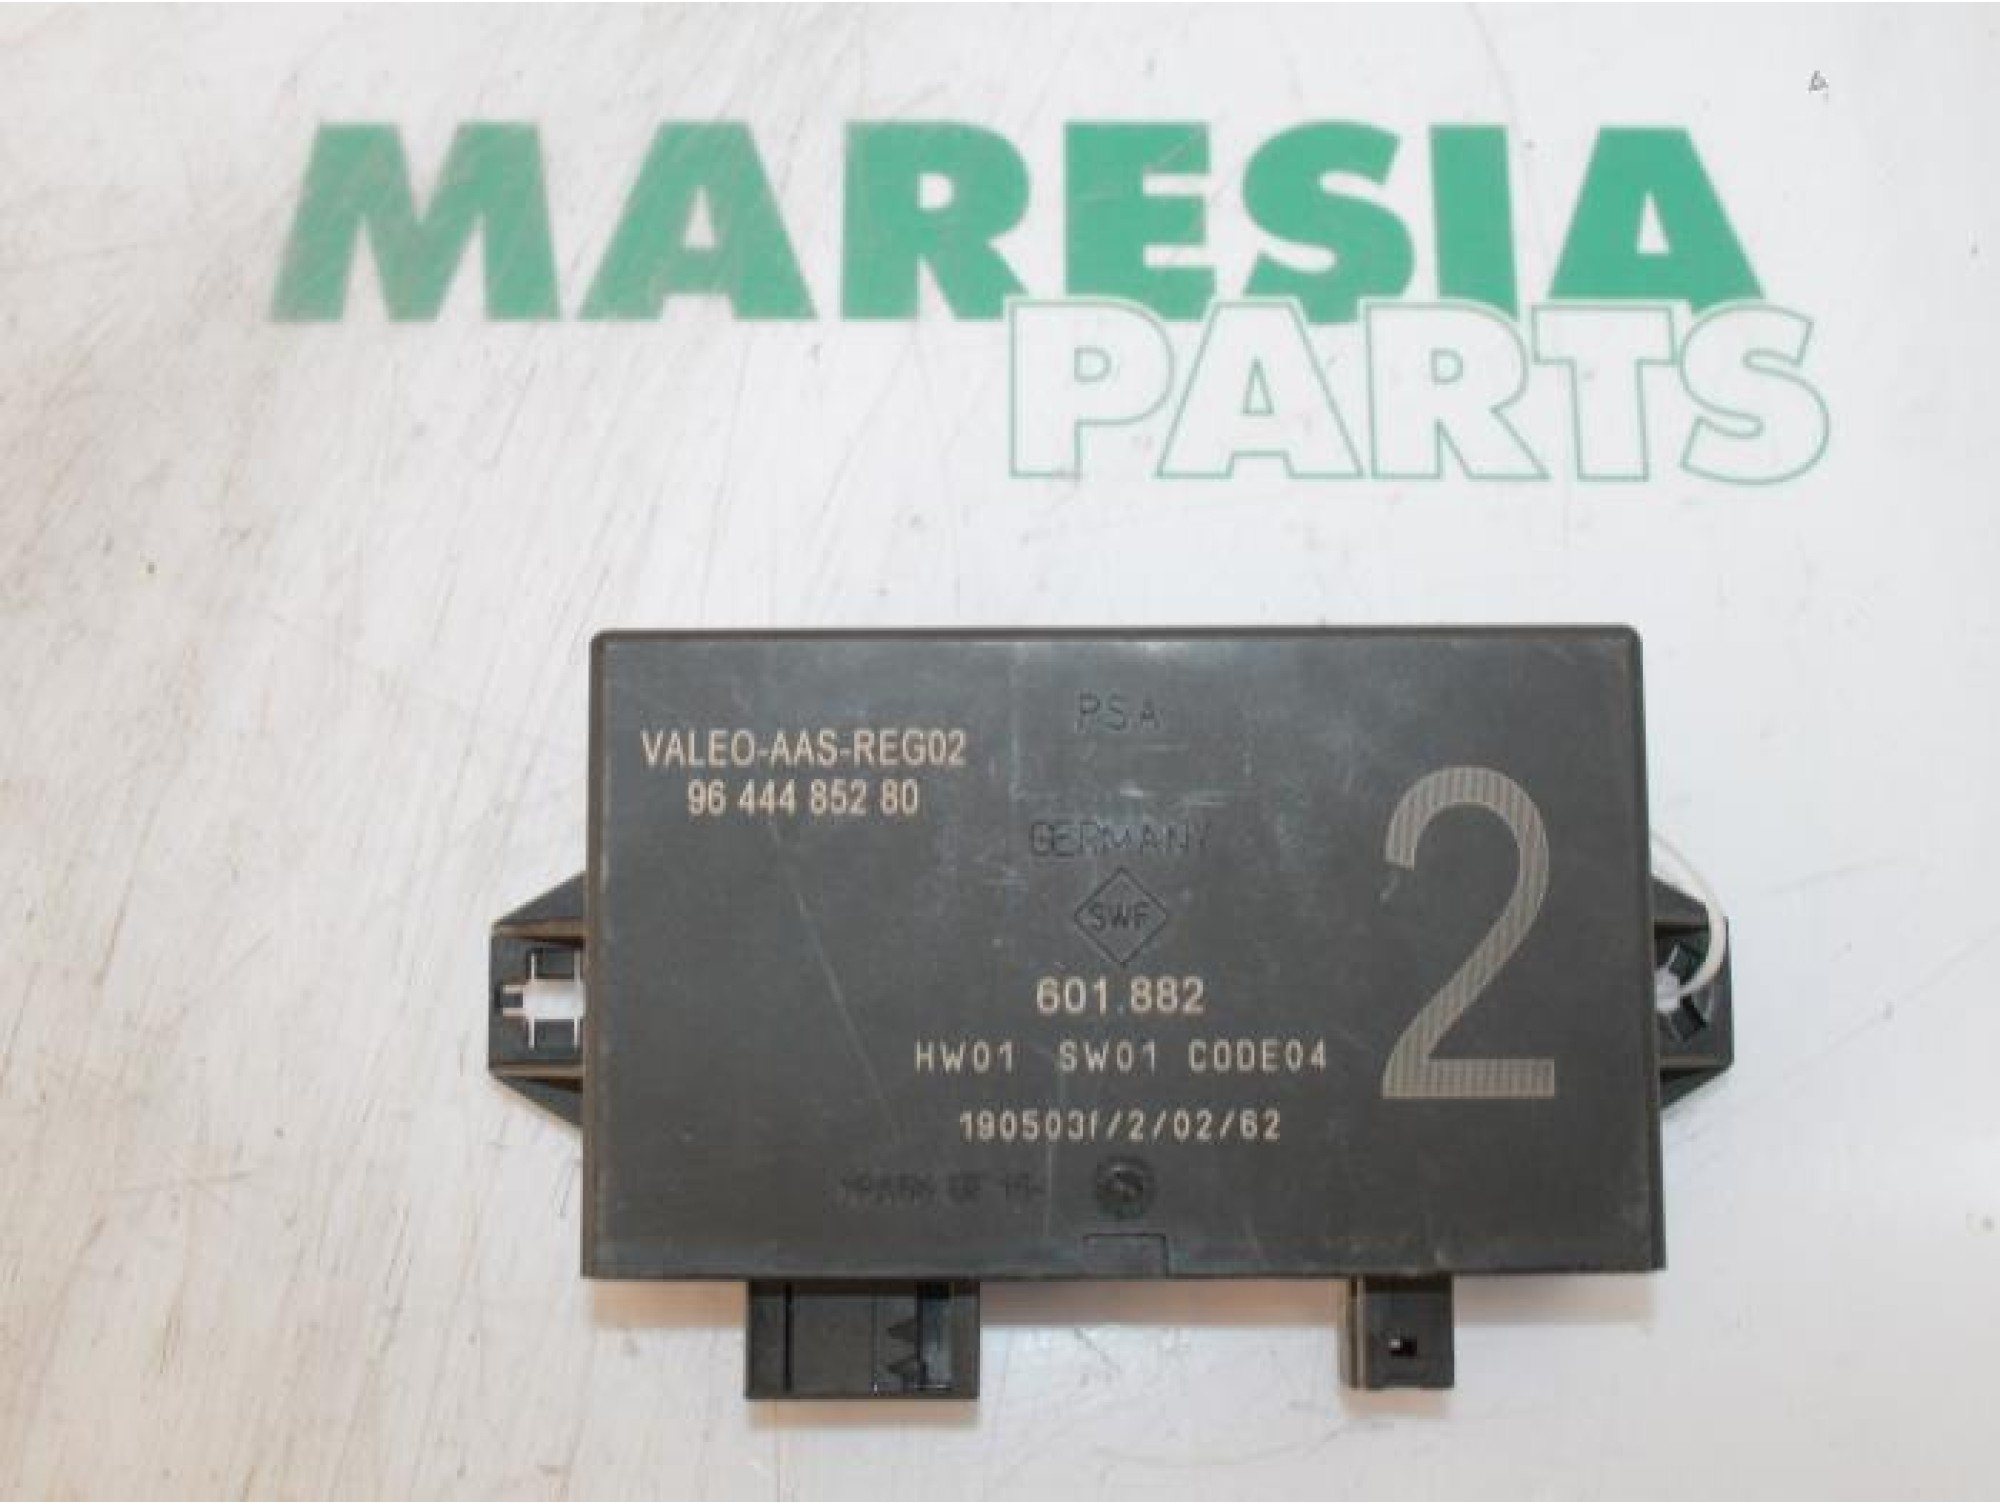 MARESIA
PARTS
PSA
VALEO-AAS-REG02
96 444 852 80
GERMANY
SWF
2
601.882
HW01 SW01 CODE04
190503f/2/02/62